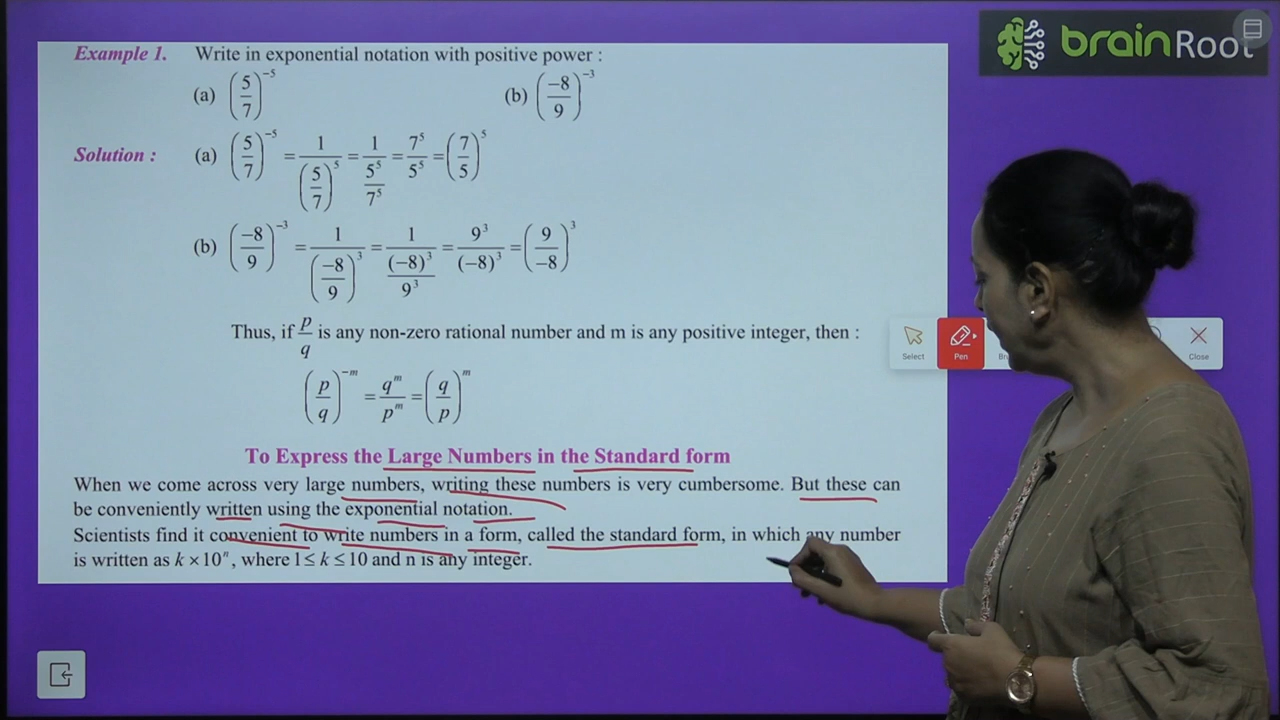 brainRoot
Example 1. Write in exponential notation with positive power :
(a) (5/7)^-5 (b) (-8/9)^-3
Solution : (a) (5/7)^-5 = 1/(5/7)^5 = 1/(5^5/7^5) = 7^5/5^5 = (7/5)^5
(b) (-8/9)^-3 = 1/(-8/9)^3 = 1/((-8)^3/9^3) = 9^3/(-8)^3 = (9/-8)^3
Thus, if p/q is any non-zero rational number and m is any positive integer, then :
(p/q)^-m = q^m/p^m = (q/p)^m
To Express the Large Numbers in the Standard form
When we come across very large numbers, writing these numbers is very cumbersome. But these can
be conveniently written using the exponential notation.
Scientists find it convenient to write numbers in a form, called the standard form, in which any number
is written as k × 10^n, where 1 ≤ k ≤ 10 and n is any integer.
Select
Pen
Close